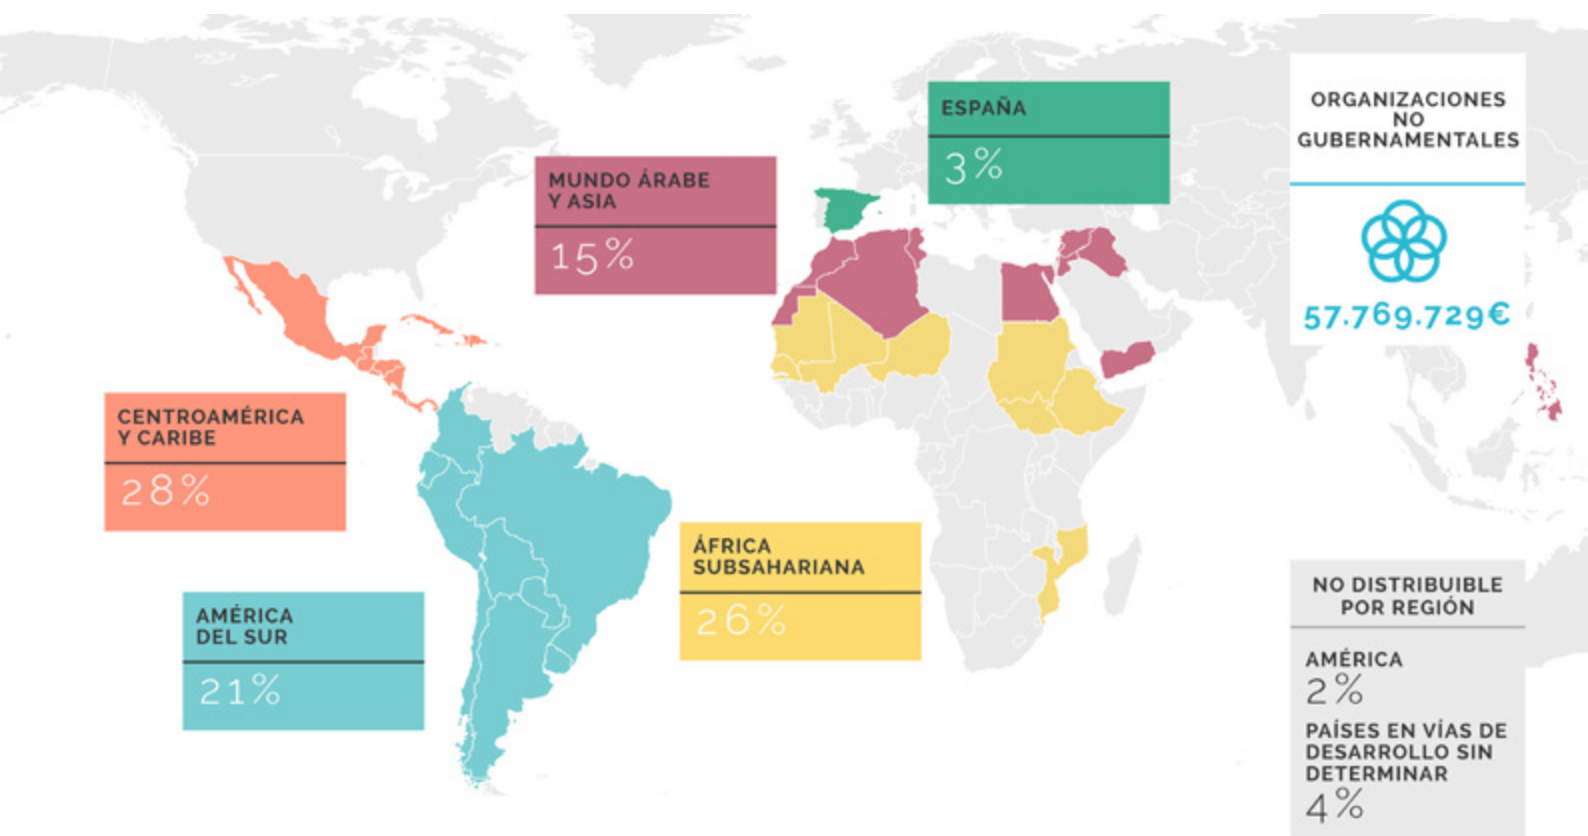 ESPAÑA
3%
MUNDO ÁRABE
Y ASIA
15%
ORGANIZACIONES
NO
GUBERNAMENTALES
57.769.729€
CENTROAMÉRICA
Y CARIBE
28%
ÁFRICA
SUBSAHARIANA
26%
AMÉRICA
DEL SUR
21%
NO DISTRIBUIBLE
POR REGIÓN
AMÉRICA
2%
PAÍSES EN VÍAS DE
DESARROLLO SIN
DETERMINAR
4%